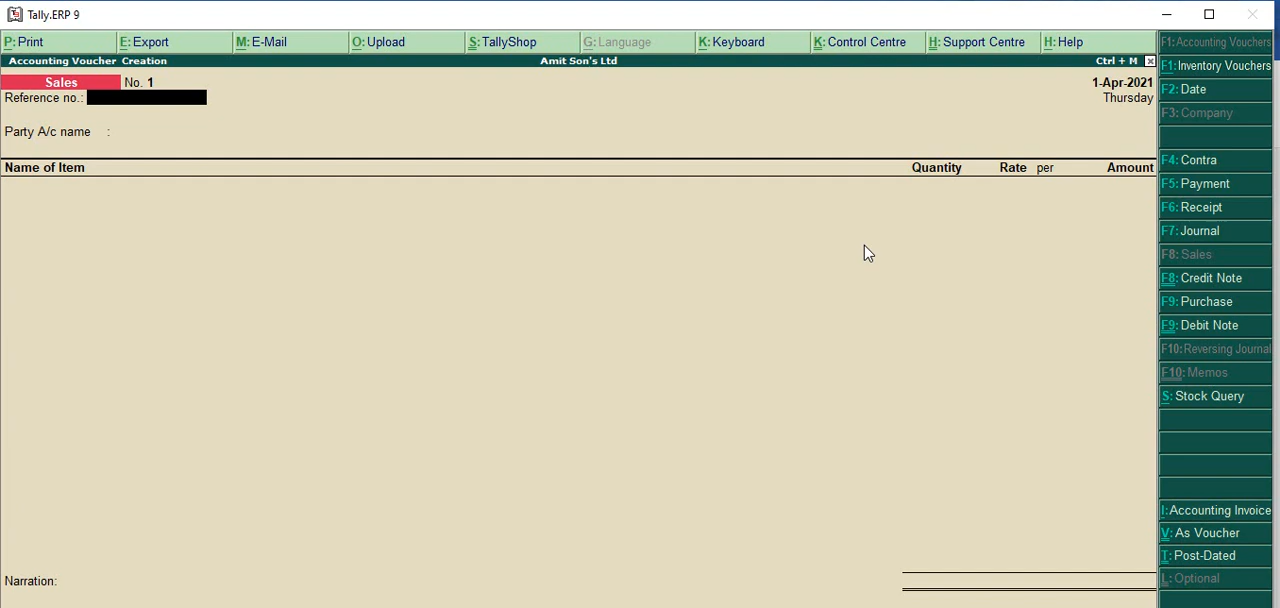 Tally.ERP 9
P: Print E: Export M: E-Mail O: Upload S: TallyShop G: Language K: Keyboard K: Control Centre H: Support Centre H: Help
Accounting Voucher Creation Amit Son's Ltd Ctrl + M
Sales No. 1 1-Apr-2021
Reference no.: Thursday
Party A/c name :
Name of Item Quantity Rate per Amount
Narration:
F1: Accounting Vouchers
F1: Inventory Vouchers
F2: Date
F3: Company
F4: Contra
F5: Payment
F6: Receipt
F7: Journal
F8: Sales
F8: Credit Note
F9: Purchase
F9: Debit Note
F10: Reversing Journal
F10: Memos
S: Stock Query
I: Accounting Invoice
V: As Voucher
T: Post-Dated
L: Optional